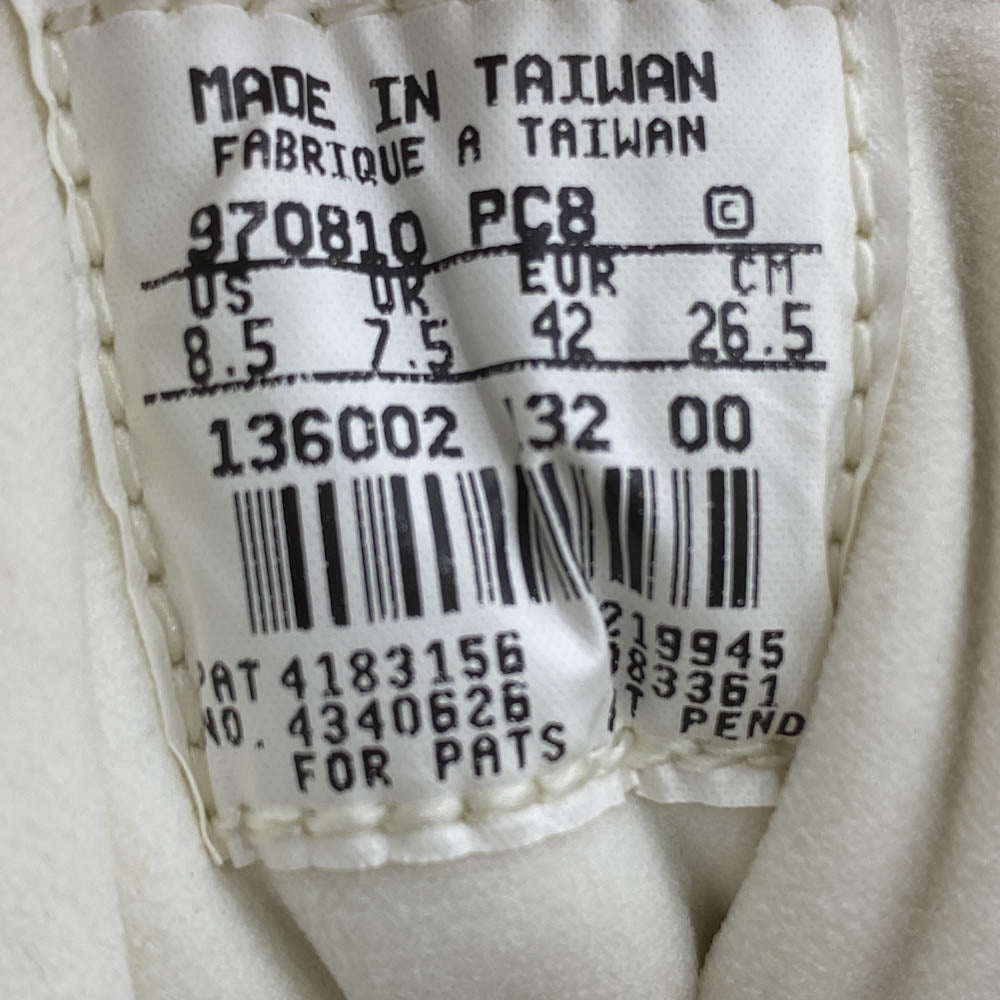 MADE IN TAIWAN
FABRIQUE A TAIWAN
970810 PC8 ©
US UK EUR CM
8.5 7.5 42 26.5
136002 132 00
PAT 4183156 219945
NO. 4340626 183361
FOR PATS PEND